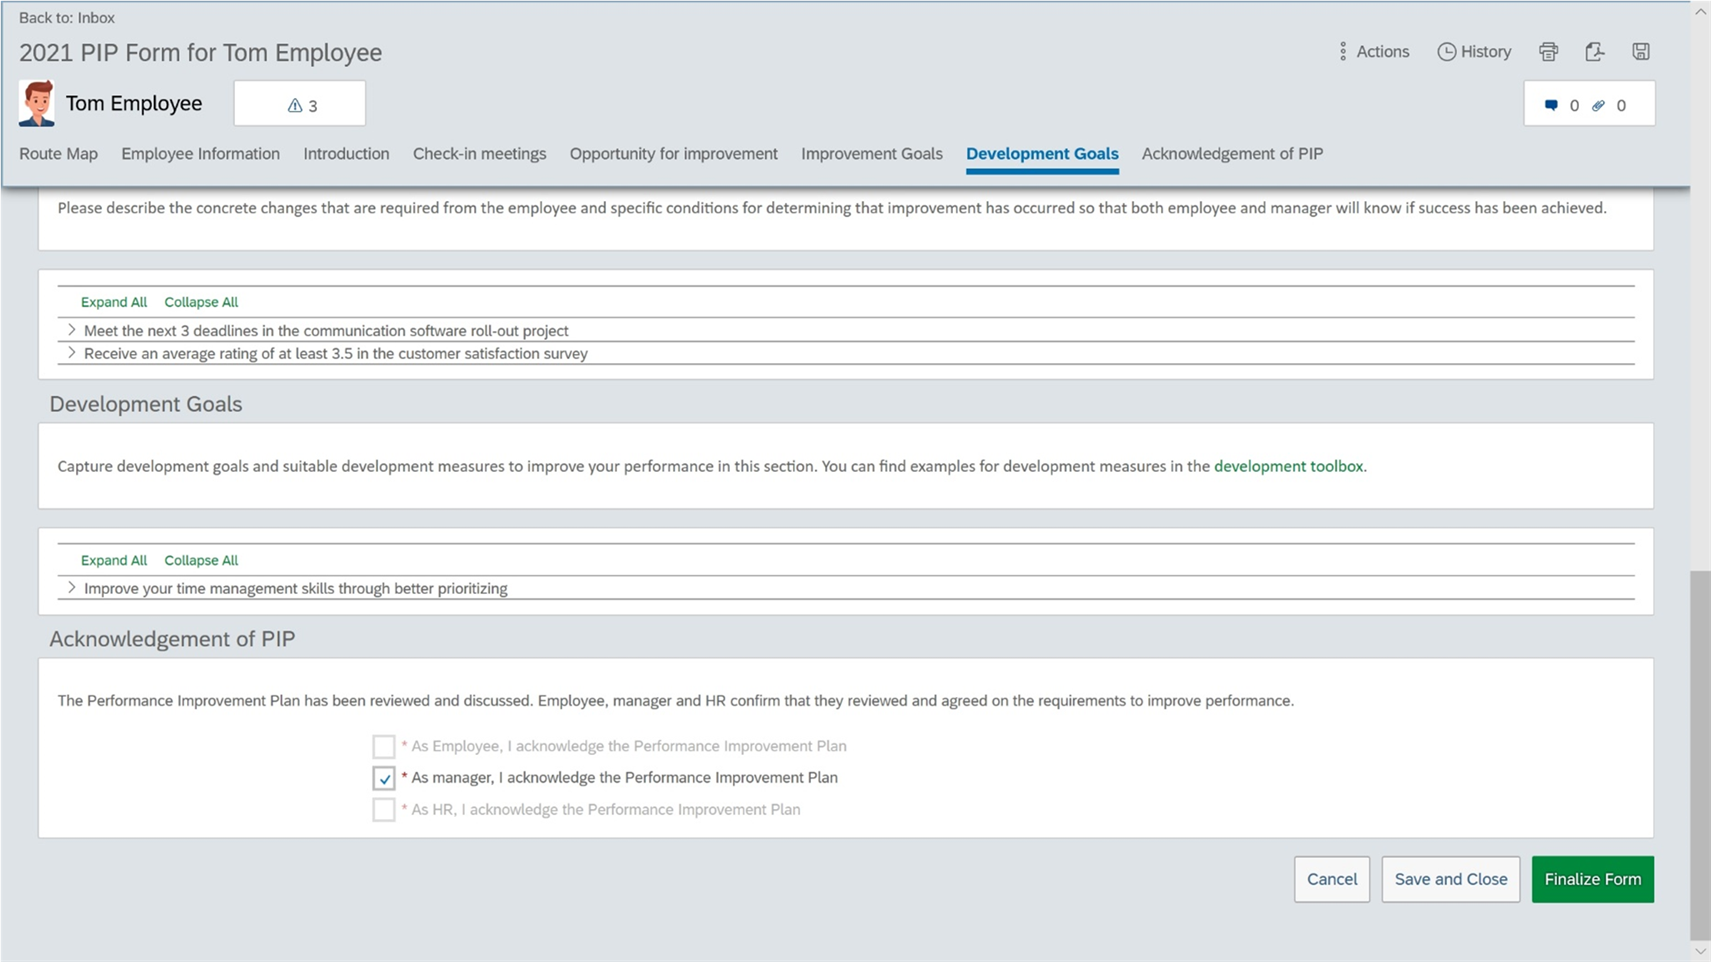 Back to: Inbox
2021 PIP Form for Tom Employee
Actions
History
Tom Employee
3
0
0
Route Map
Employee Information
Introduction
Check-in meetings
Opportunity for improvement
Improvement Goals
Development Goals
Acknowledgement of PIP
Please describe the concrete changes that are required from the employee and specific conditions for determining that improvement has occurred so that both employee and manager will know if success has been achieved.
Expand All Collapse All
Meet the next 3 deadlines in the communication software roll-out project
Receive an average rating of at least 3.5 in the customer satisfaction survey
Development Goals
Capture development goals and suitable development measures to improve your performance in this section. You can find examples for development measures in the development toolbox.
Expand All Collapse All
Improve your time management skills through better prioritizing
Acknowledgement of PIP
The Performance Improvement Plan has been reviewed and discussed. Employee, manager and HR confirm that they reviewed and agreed on the requirements to improve performance.
* As Employee, I acknowledge the Performance Improvement Plan
* As manager, I acknowledge the Performance Improvement Plan
* As HR, I acknowledge the Performance Improvement Plan
Cancel
Save and Close
Finalize Form